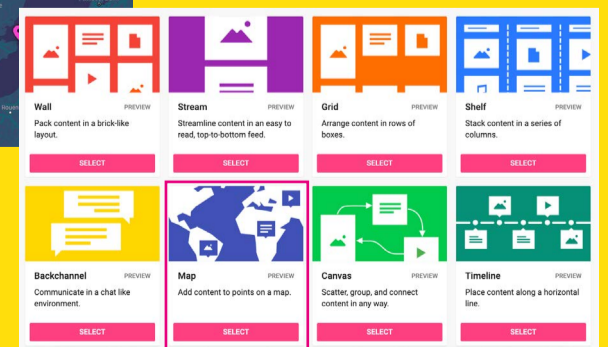 Rouen
Wall PREVIEW
Pack content in a brick-like
layout.
SELECT
Stream PREVIEW
Streamline content in an easy to
read, top-to-bottom feed.
SELECT
Grid PREVIEW
Arrange content in rows of
boxes.
SELECT
Shelf PREVIEW
Stack content in a series of
columns.
SELECT
Backchannel PREVIEW
Communicate in a chat like
environment.
SELECT
Map PREVIEW
Add content to points on a map.
SELECT
Canvas PREVIEW
Scatter, group, and connect
content in any way.
SELECT
Timeline PREVIEW
Place content along a horizontal
line.
SELECT